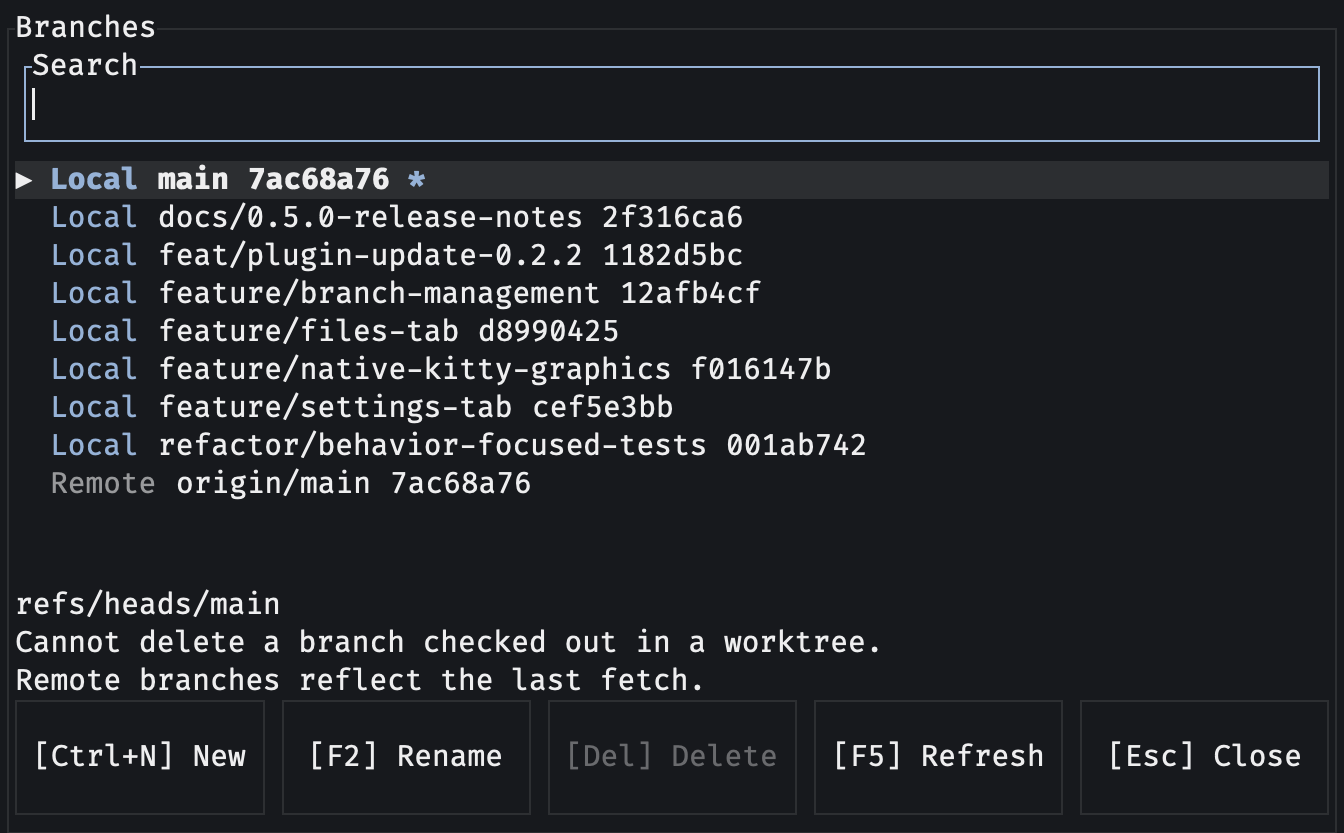 Branches
Search
▶ Local main 7ac68a76 *
Local docs/0.5.0-release-notes 2f316ca6
Local feat/plugin-update-0.2.2 1182d5bc
Local feature/branch-management 12afb4cf
Local feature/files-tab d8990425
Local feature/native-kitty-graphics f016147b
Local feature/settings-tab cef5e3bb
Local refactor/behavior-focused-tests 001ab742
Remote origin/main 7ac68a76
refs/heads/main
Cannot delete a branch checked out in a worktree.
Remote branches reflect the last fetch.
[Ctrl+N] New [F2] Rename [Del] Delete [F5] Refresh [Esc] Close